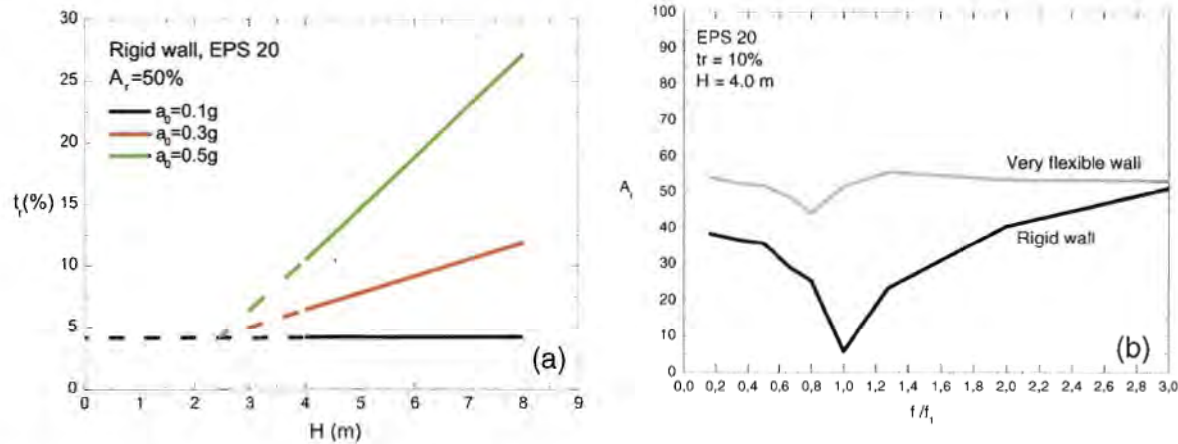 30
25
20
15
10
5
0
t_r(%)
Rigid wall, EPS 20
A_r=50%
a_0=0.1g
a_0=0.3g
a_0=0.5g
(a)
0 1 2 3 4 5 6 7 8 9
H (m)
100
90
80
70
60
50
40
30
20
10
0
A_r
EPS 20
tr = 10%
H = 4.0 m
Very flexible wall
Rigid wall
(b)
0,0 0,2 0,4 0,6 0,8 1,0 1,2 1,4 1,6 1,8 2,0 2,2 2,4 2,6 2,8 3,0
f/f_1